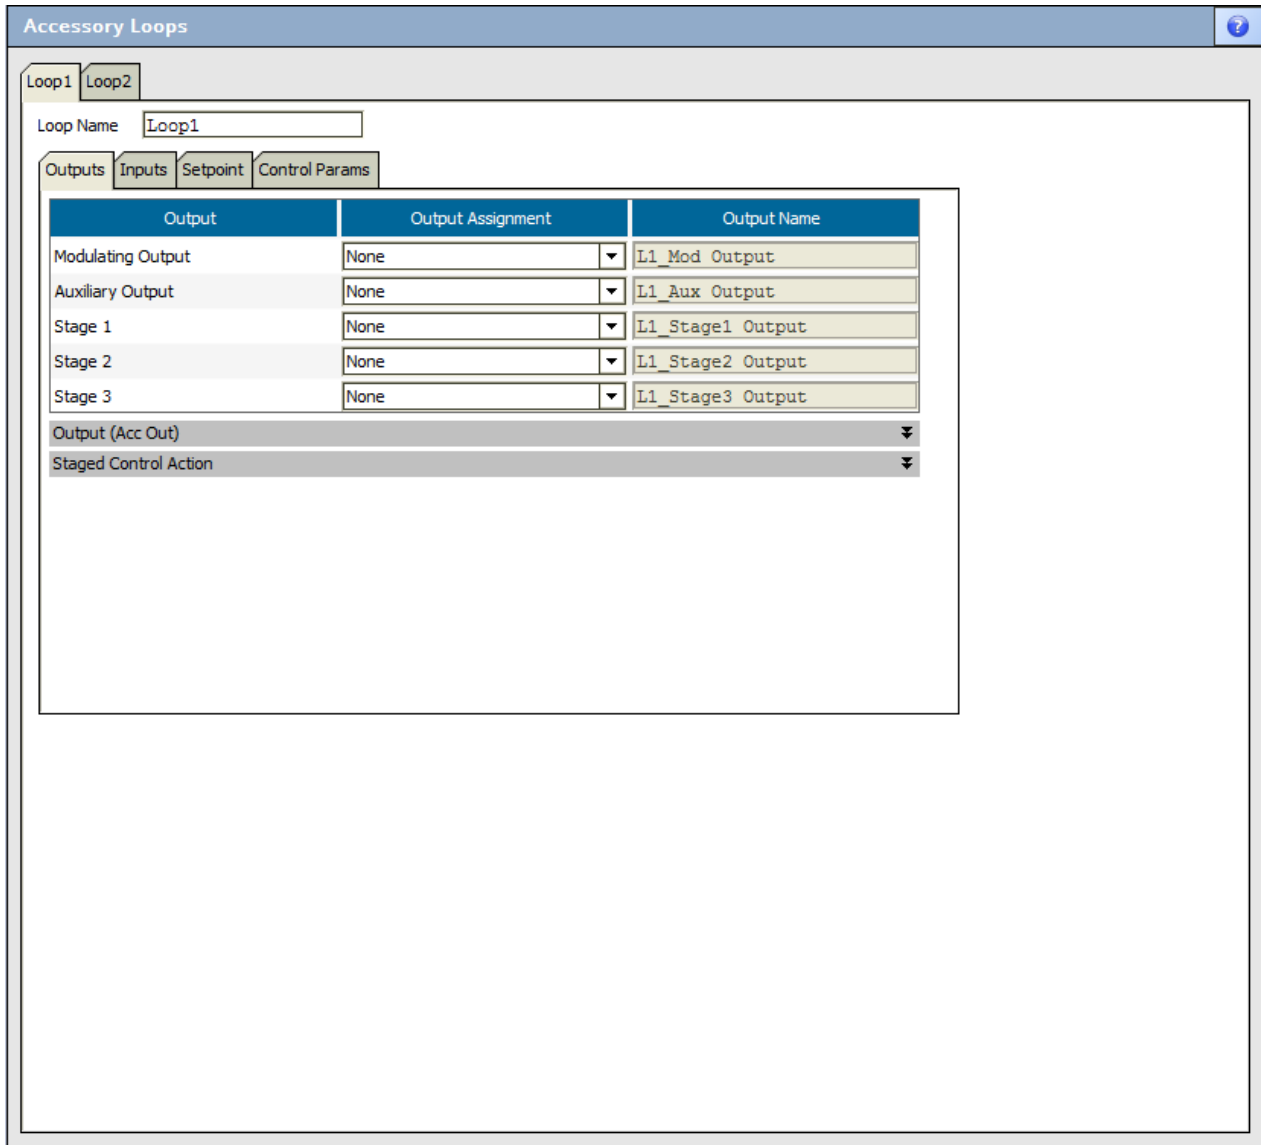 Accessory Loops
?
Loop1 Loop2
Loop Name Loop1
Outputs Inputs Setpoint Control Params
Output Output Assignment Output Name
Modulating Output None L1_Mod Output
Auxiliary Output None L1_Aux Output
Stage 1 None L1_Stage1 Output
Stage 2 None L1_Stage2 Output
Stage 3 None L1_Stage3 Output
Output (Acc Out)
Staged Control Action